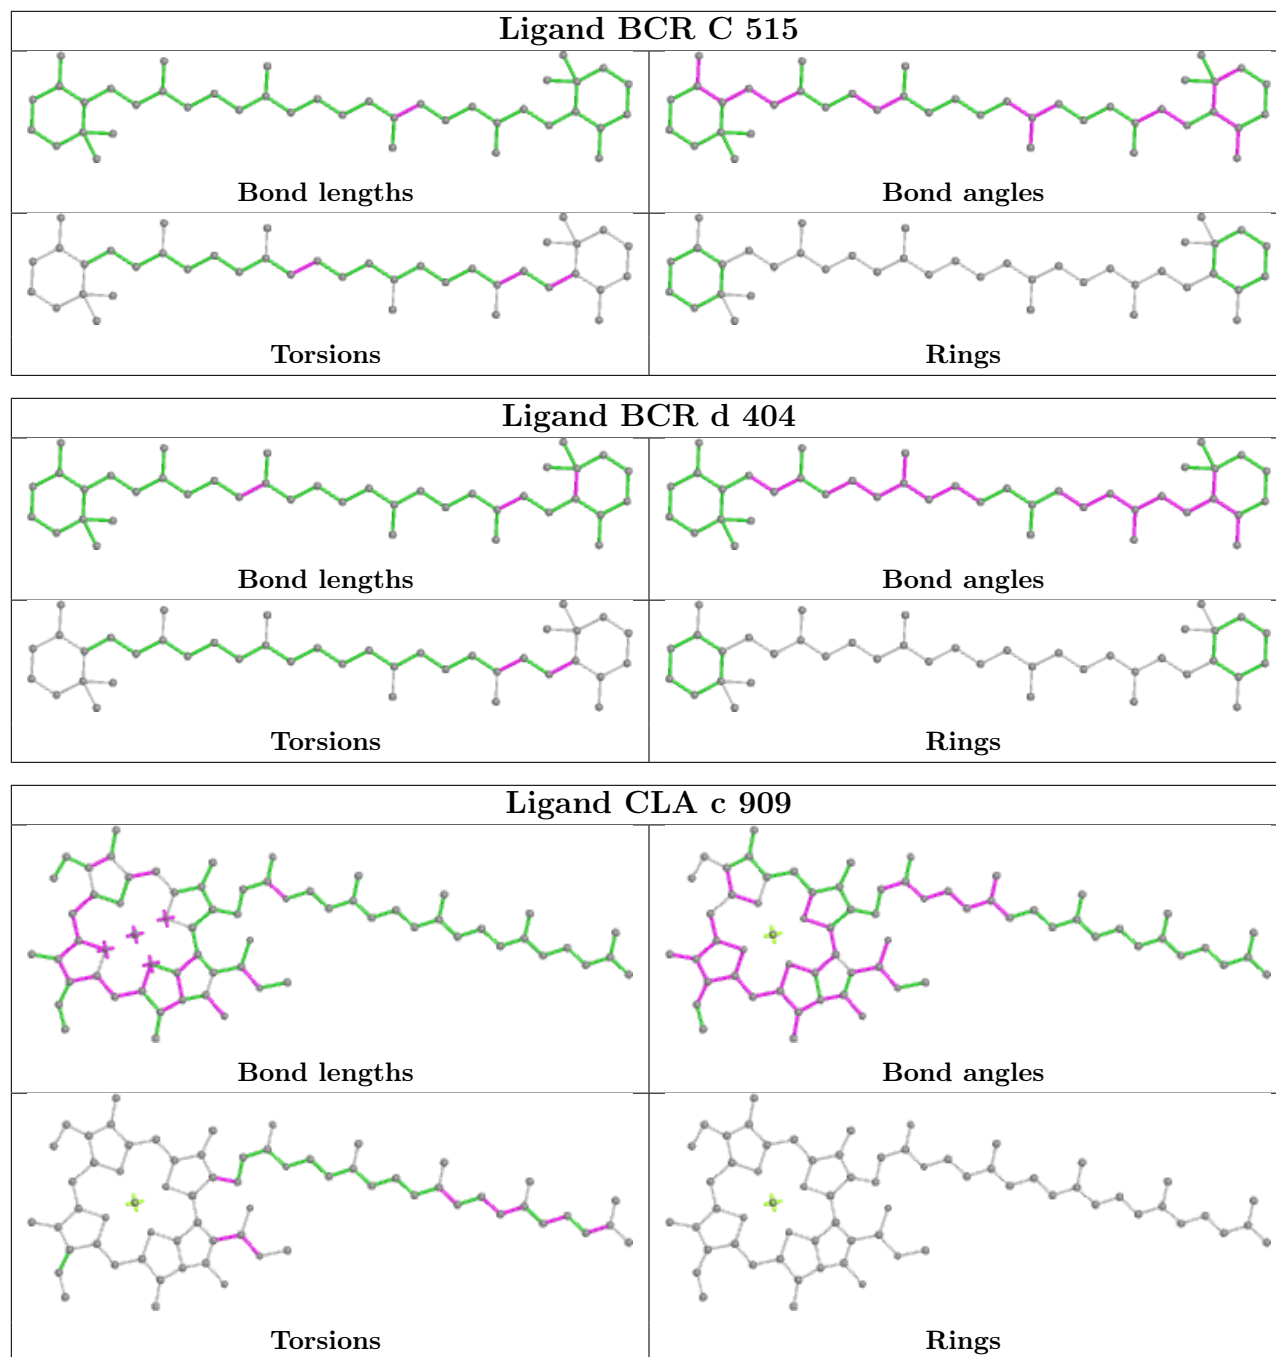 Ligand BCR C 515
Bond lengths
Bond angles
Torsions
Rings
Ligand BCR d 404
Bond lengths
Bond angles
Torsions
Rings
Ligand CLA c 909
Bond lengths
Bond angles
Torsions
Rings